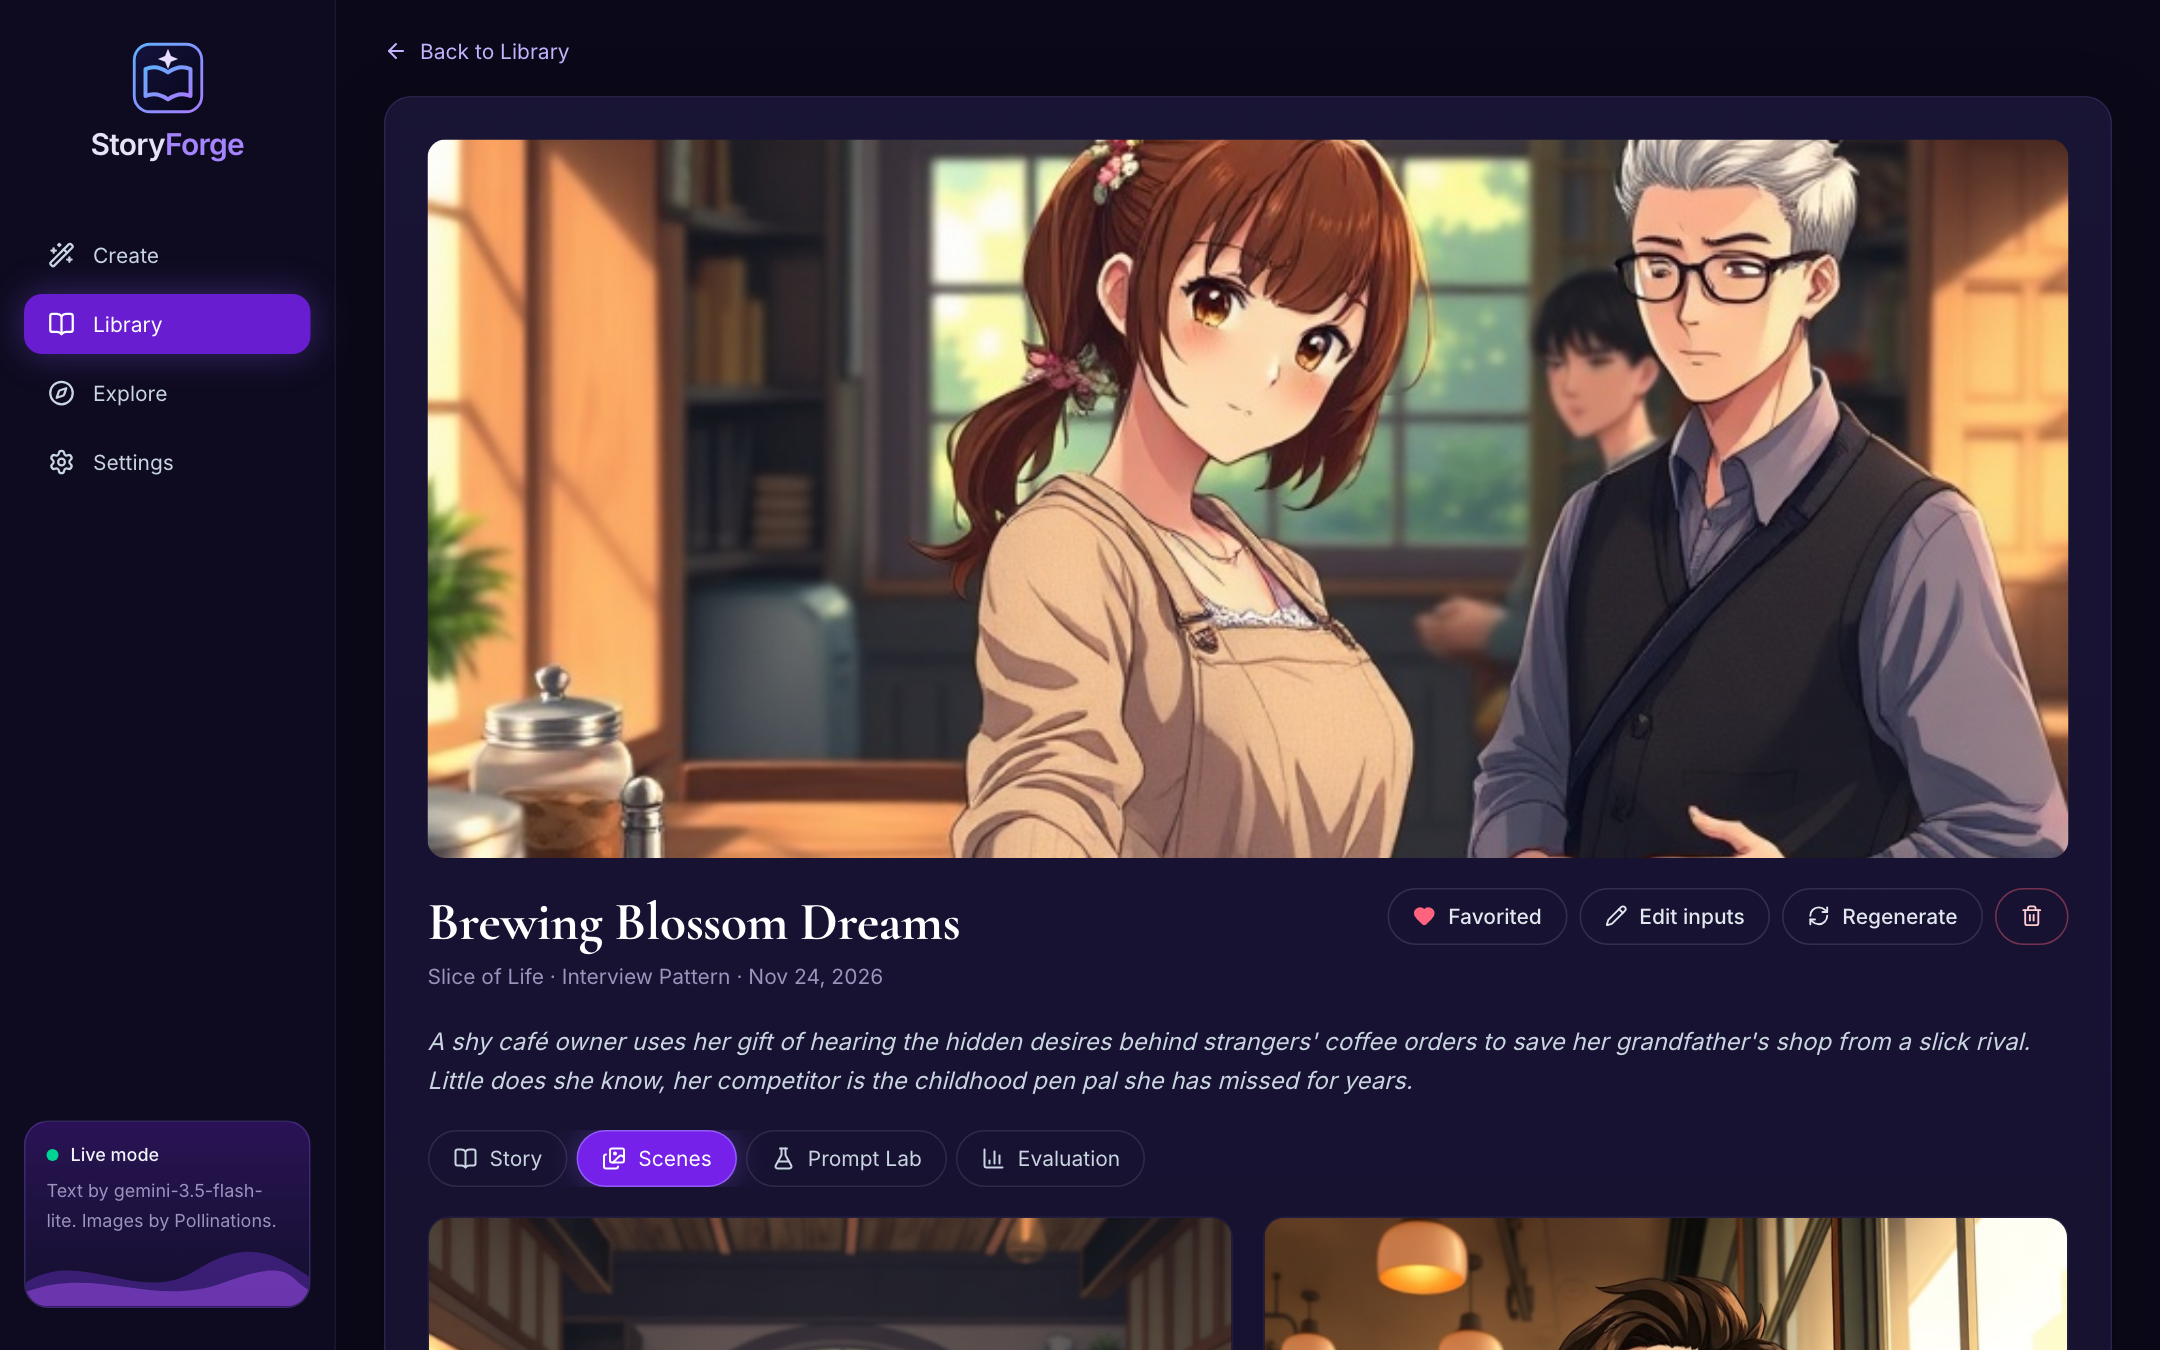 StoryForge
Create
Library
Explore
Settings
Live mode
Text by gemini-3.5-flash-
lite. Images by Pollinations.
Back to Library
Brewing Blossom Dreams
Favorited
Edit inputs
Regenerate
Slice of Life · Interview Pattern · Nov 24, 2026
A shy café owner uses her gift of hearing the hidden desires behind strangers' coffee orders to save her grandfather's shop from a slick rival.
Little does she know, her competitor is the childhood pen pal she has missed for years.
Story
Scenes
Prompt Lab
Evaluation